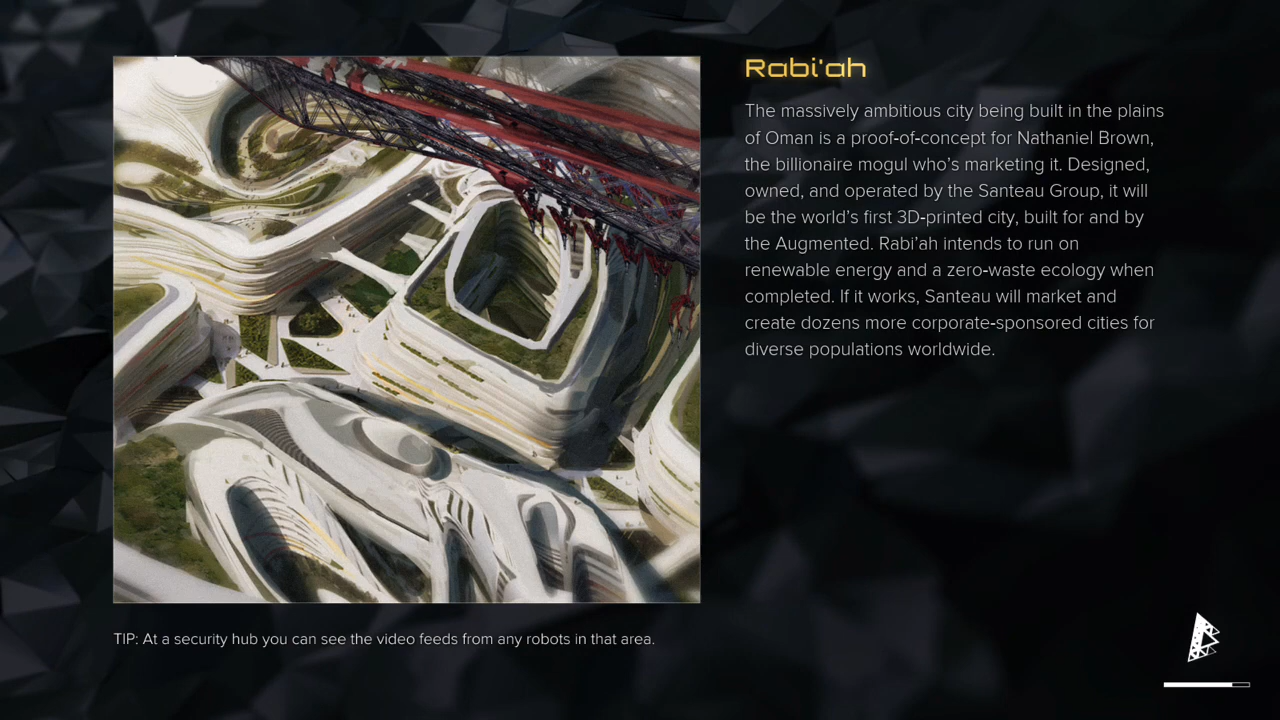 Rabi'ah
The massively ambitious city being built in the plains
of Oman is a proof-of-concept for Nathaniel Brown,
the billionaire mogul who's marketing it. Designed,
owned, and operated by the Santeau Group, it will
be the world's first 3D-printed city, built for and by
the Augmented. Rabi'ah intends to run on
renewable energy and a zero-waste ecology when
completed. If it works, Santeau will market and
create dozens more corporate-sponsored cities for
diverse populations worldwide.
TIP: At a security hub you can see the video feeds from any robots in that area.